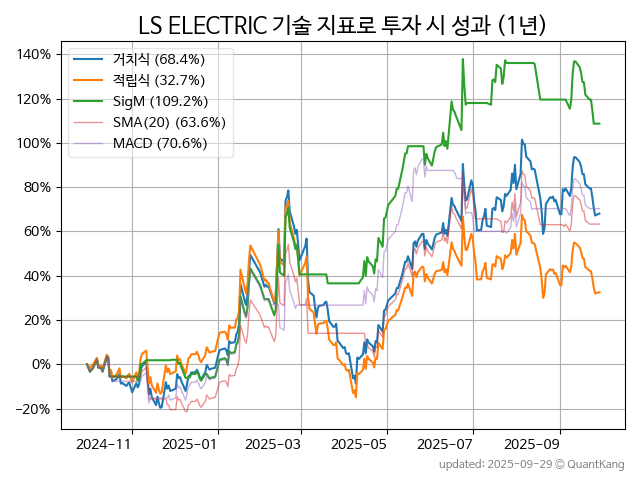 LS ELECTRIC 기술 지표로 투자 시 성과 (1년)
140%
120%
100%
80%
60%
40%
20%
0%
−20%
거치식 (68.4%)
적립식 (32.7%)
SigM (109.2%)
SMA(20) (63.6%)
MACD (70.6%)
2024-11 2025-01 2025-03 2025-05 2025-07 2025-09
updated: 2025-09-29 © QuantKang